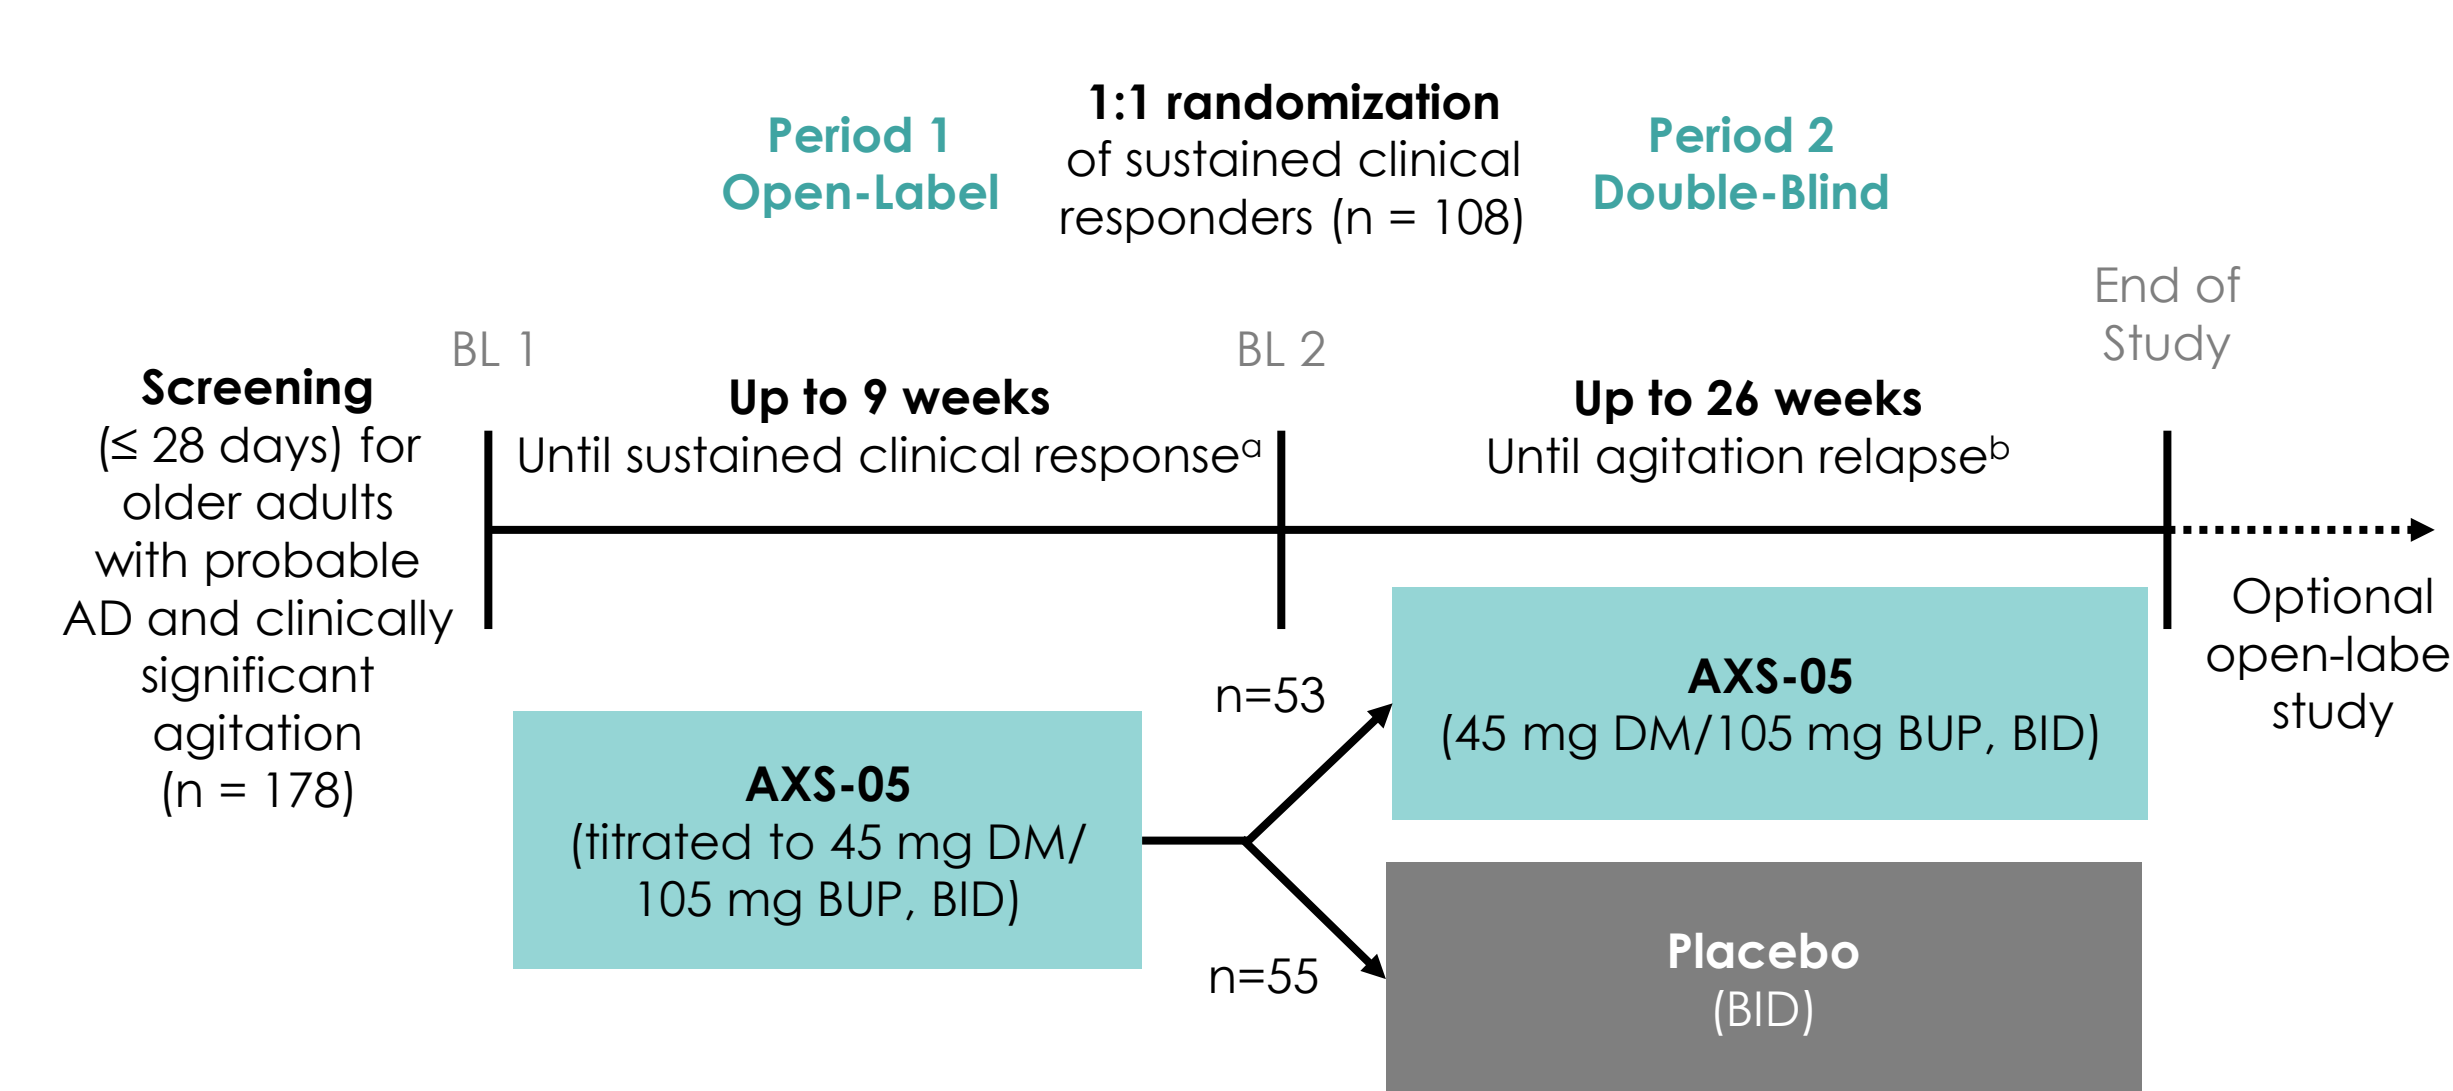 Period 1
Open-Label
1:1 randomization
of sustained clinical
responders (n = 108)
Period 2
Double-Blind
BL 1
BL 2
End of
Study
Screening
(≤ 28 days) for
older adults
with probable
AD and clinically
significant
agitation
(n = 178)
Up to 9 weeks
Until sustained clinical responseᵃ
Up to 26 weeks
Until agitation relapseᵇ
Optional
open-labe
study
n=53
n=55
AXS-05
(titrated to 45 mg DM/
105 mg BUP, BID)
AXS-05
(45 mg DM/105 mg BUP, BID)
Placebo
(BID)